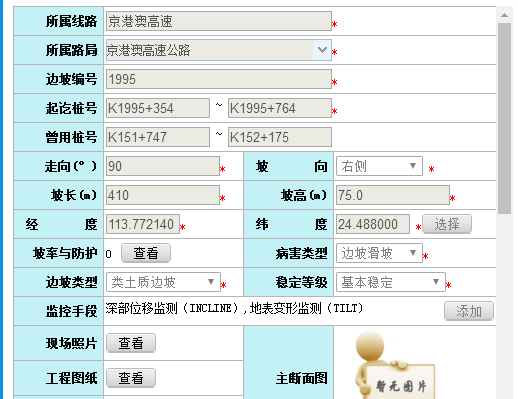 所属线路 京港澳高速 *
所属路局 京港澳高速公路 *
边坡编号 1995 *
起讫桩号 K1995+354 ~ K1995+764 *
曾用桩号 K151+747 ~ K152+175
走向(°) 90 * 坡 向 右侧 *
坡长(m) 410 * 坡高(m) 75.0 *
经 度 113.772140 * 纬 度 24.488000 * 选择
坡率与防护 0 查看 病害类型 边坡滑坡 *
边坡类型 类土质边坡 * 稳定等级 基本稳定 *
监控手段 深部位移监测(INCLINE),地表变形监测(TILT) 添加
现场照片 查看
工程图纸 查看 主断面图 暂无图片